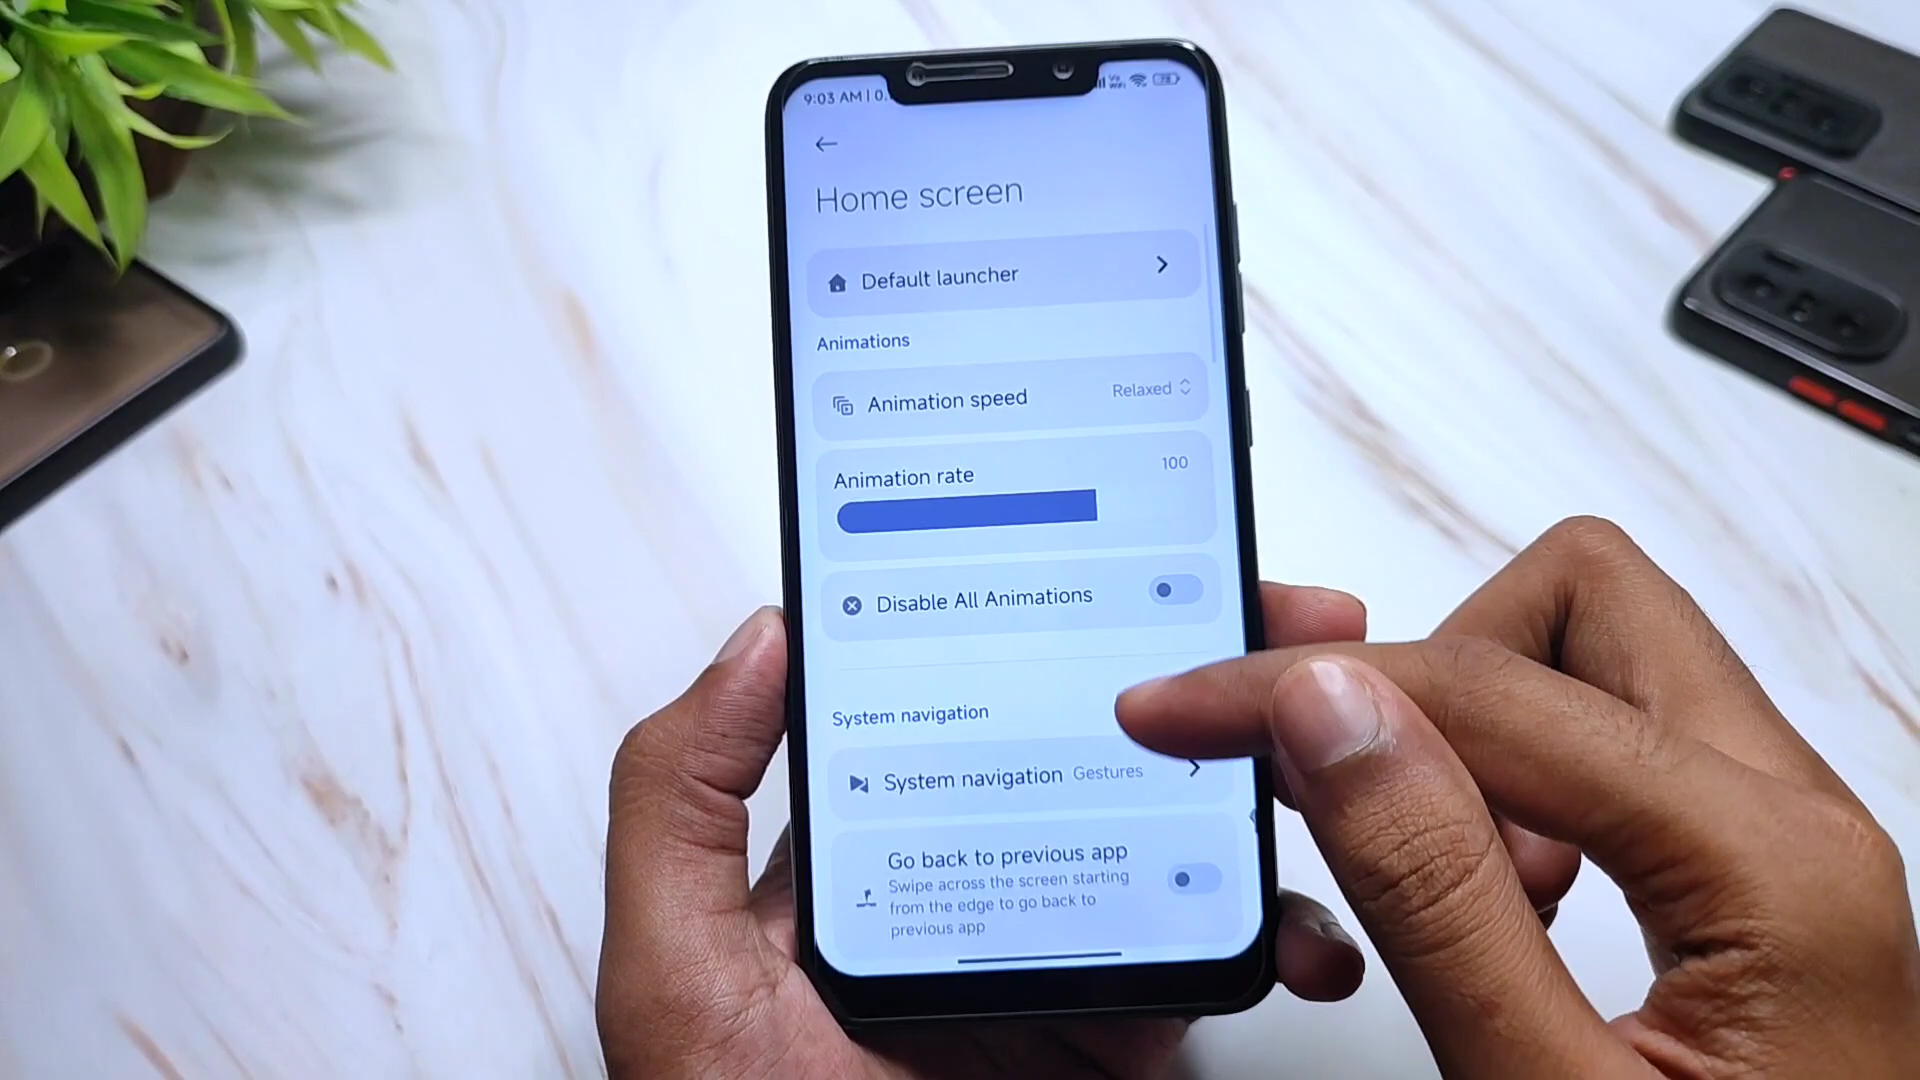 9:03 AM | 0.
Home screen
Default launcher
Animations
Animation speed Relaxed
Animation rate 100
Disable All Animations
System navigation
System navigation Gestures
Go back to previous app
Swipe across the screen starting
from the edge to go back to
previous app